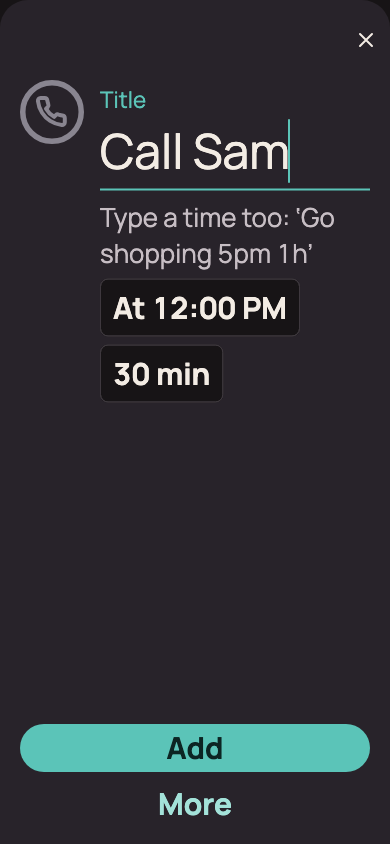 Title
Call Sam
Type a time too: ‘Go
shopping 5pm 1h’
At 12:00 PM
30 min
Add
More